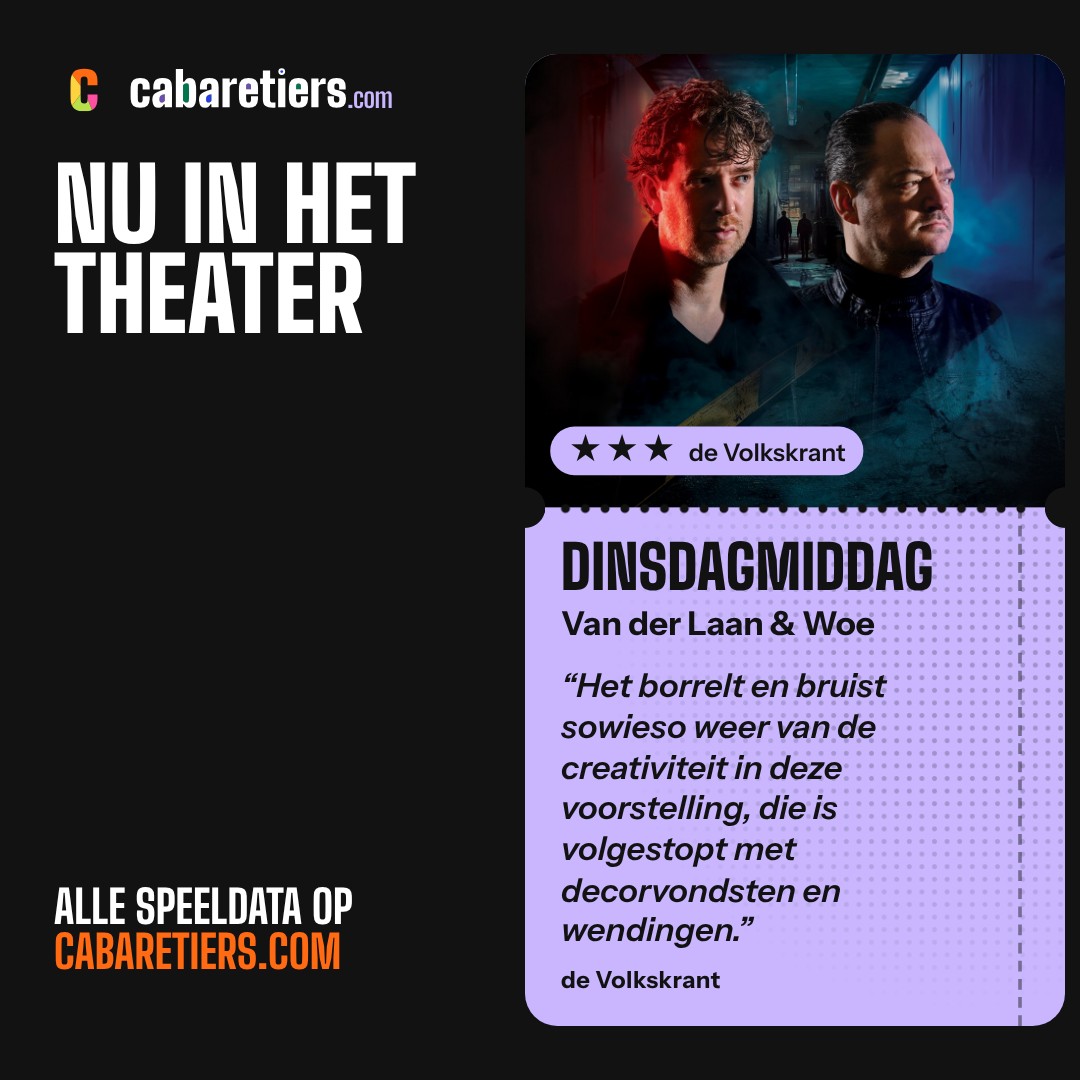 cabaretiers.com
NU IN HET
THEATER
★★★ de Volkskrant
DINSDAGMIDDAG
Van der Laan & Woe
“Het borrelt en bruist
sowieso weer van de
creativiteit in deze
voorstelling, die is
volgestopt met
decorvondsten en
wendingen.”
de Volkskrant
ALLE SPEELDATA OP
CABARETIERS.COM